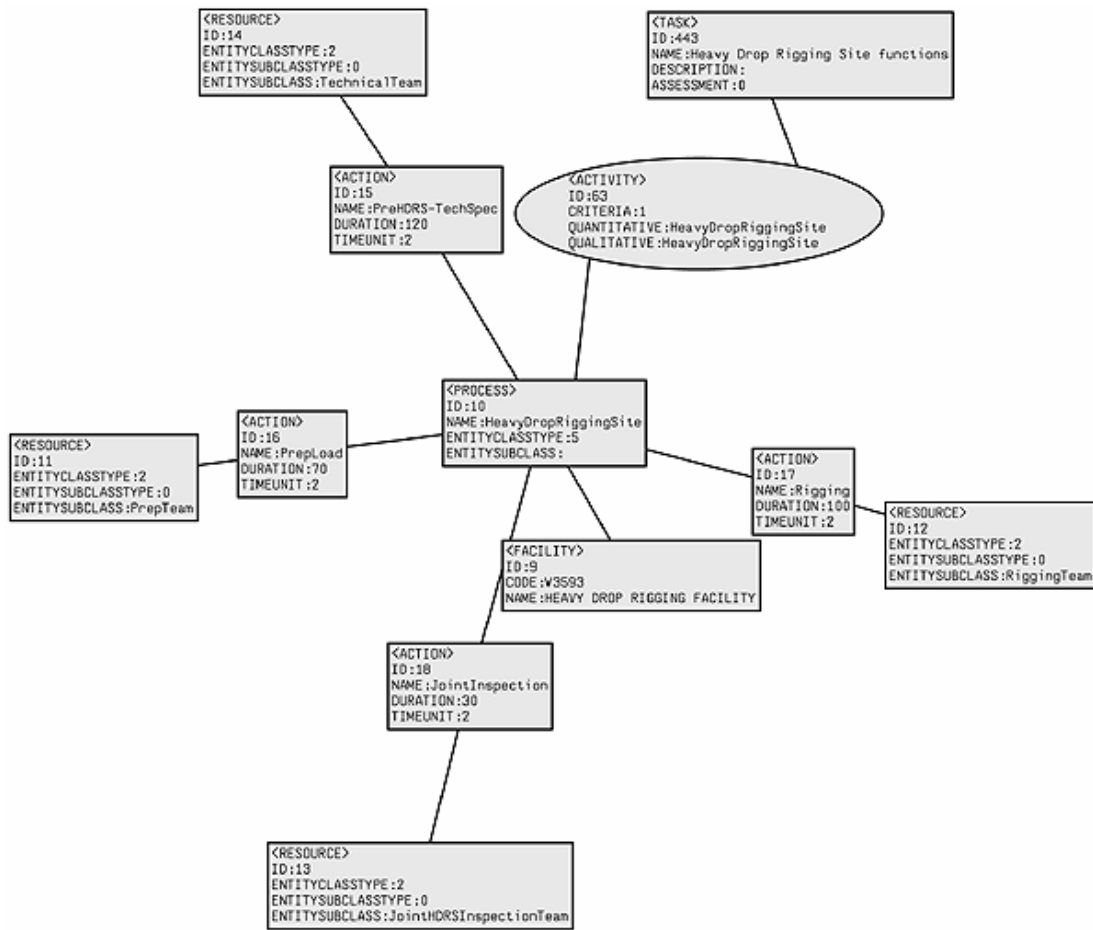 <RESOURCE>
ID:14
ENTITYCLASSTYPE:2
ENTITYSUBCLASSTYPE:0
ENTITYSUBCLASS:TechnicalTeam
<TASK>
ID:443
NAME:Heavy Drop Rigging Site functions
DESCRIPTION:
ASSESSMENT:0
<ACTION>
ID:15
NAME:PreHDRS-TechSpec
DURATION:120
TIMEUNIT:2
<ACTIVITY>
ID:63
CRITERIA:1
QUANTITATIVE:HeavyDropRiggingSite
QUALITATIVE:HeavyDropRiggingSite
<PROCESS>
ID:10
NAME:HeavyDropRiggingSite
ENTITYCLASSTYPE:5
ENTITYSUBCLASS:
<RESOURCE>
ID:11
ENTITYCLASSTYPE:2
ENTITYSUBCLASSTYPE:0
ENTITYSUBCLASS:PrepTeam
<ACTION>
ID:16
NAME:PrepLoad
DURATION:70
TIMEUNIT:2
<ACTION>
ID:17
NAME:Rigging
DURATION:100
TIMEUNIT:2
<RESOURCE>
ID:12
ENTITYCLASSTYPE:2
ENTITYSUBCLASSTYPE:0
ENTITYSUBCLASS:RiggingTeam
<FACILITY>
ID:9
CODE:W3593
NAME:HEAVY DROP RIGGING FACILITY
<ACTION>
ID:18
NAME:JointInspection
DURATION:30
TIMEUNIT:2
<RESOURCE>
ID:13
ENTITYCLASSTYPE:2
ENTITYSUBCLASSTYPE:0
ENTITYSUBCLASS:JointHDRSInspectionTeam